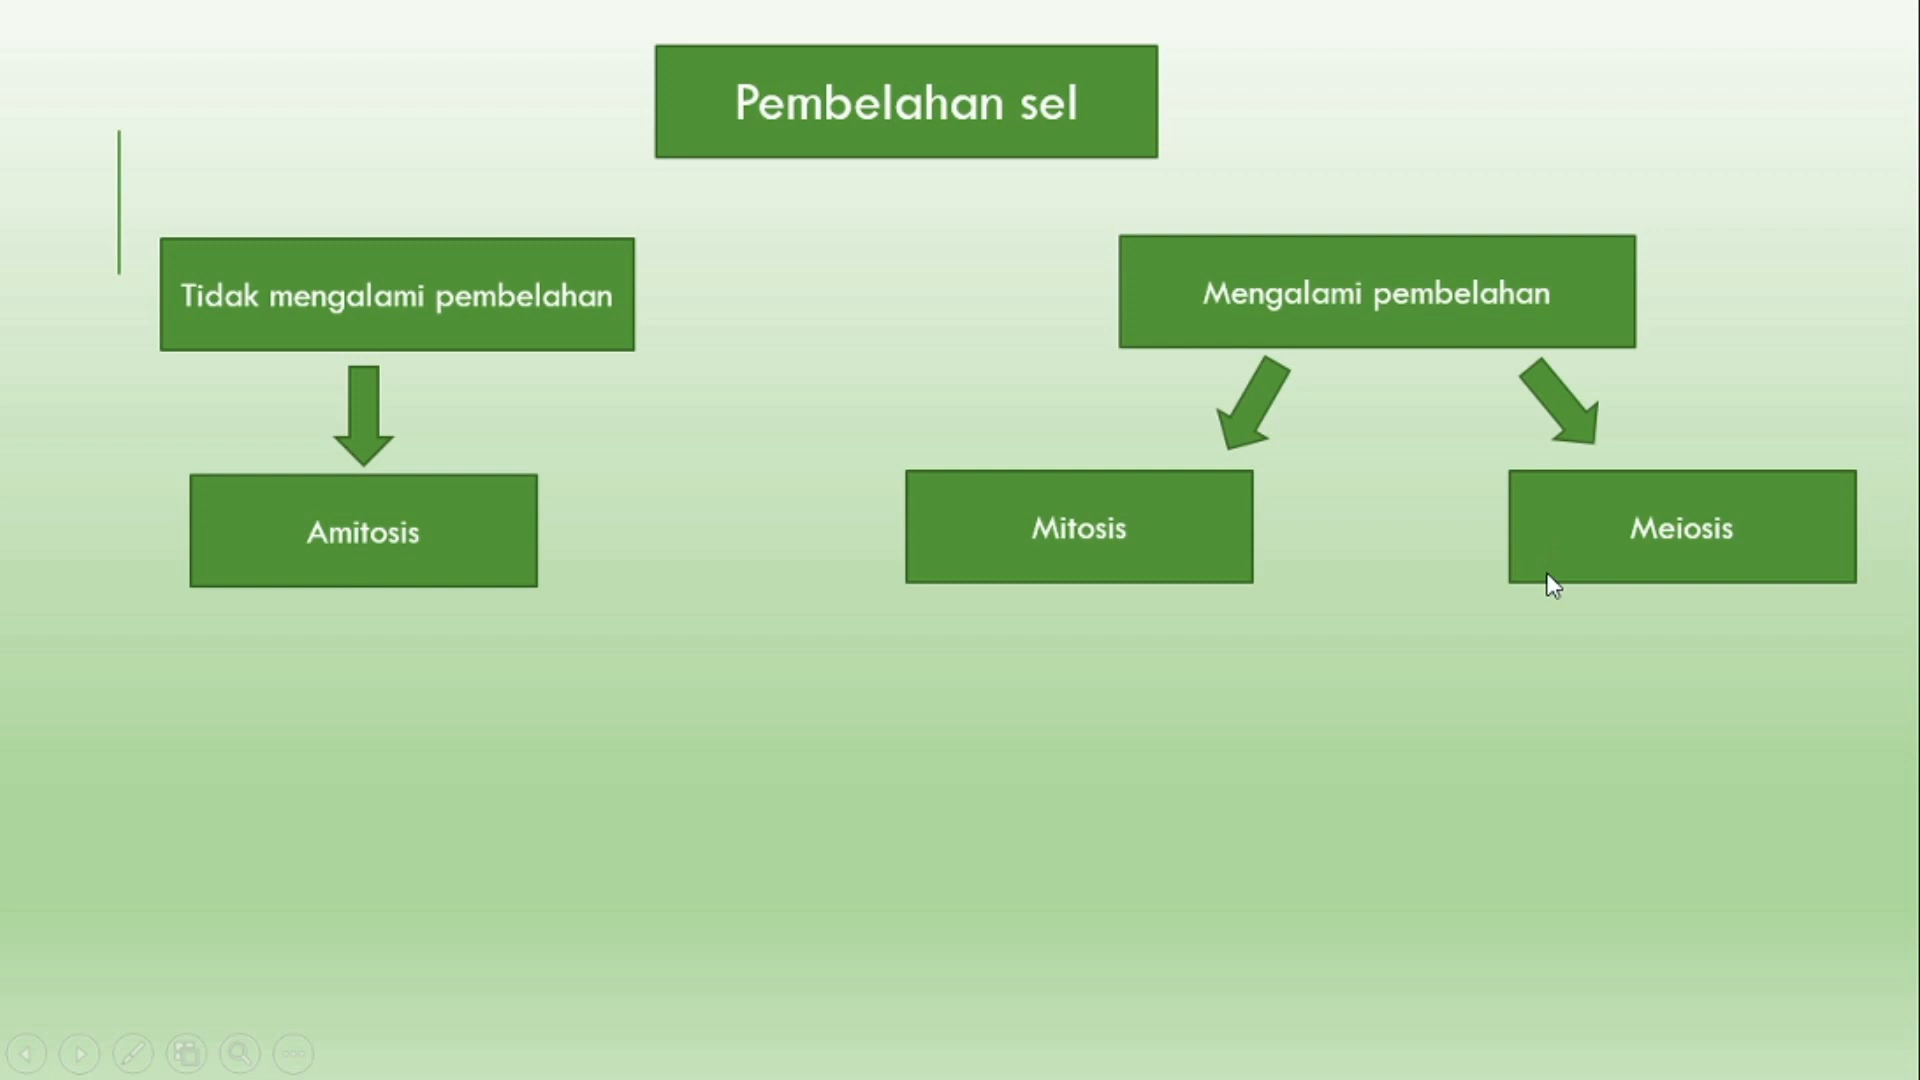 Pembelahan sel
Tidak mengalami pembelahan
Mengalami pembelahan
Amitosis
Mitosis
Meiosis